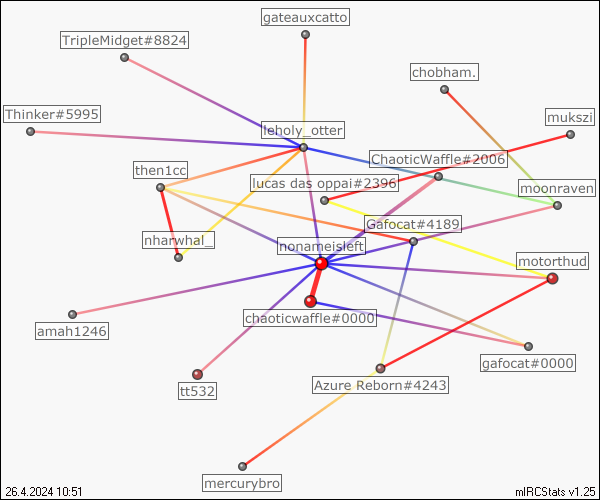 gateauxcatto
TripleMidget#8824
chobham.
Thinker#5995
mukszi
leholy_otter
ChaoticWaffle#2006
then1cc
lucas das oppai#2396
moonraven
Gafocat#4189
nharwhal_
nonameisleft
motorthud
chaoticwaffle#0000
amah1246
gafocat#0000
Azure Reborn#4243
tt532
mercurybro
26.4.2024 10:51
mIRCStats v1.25